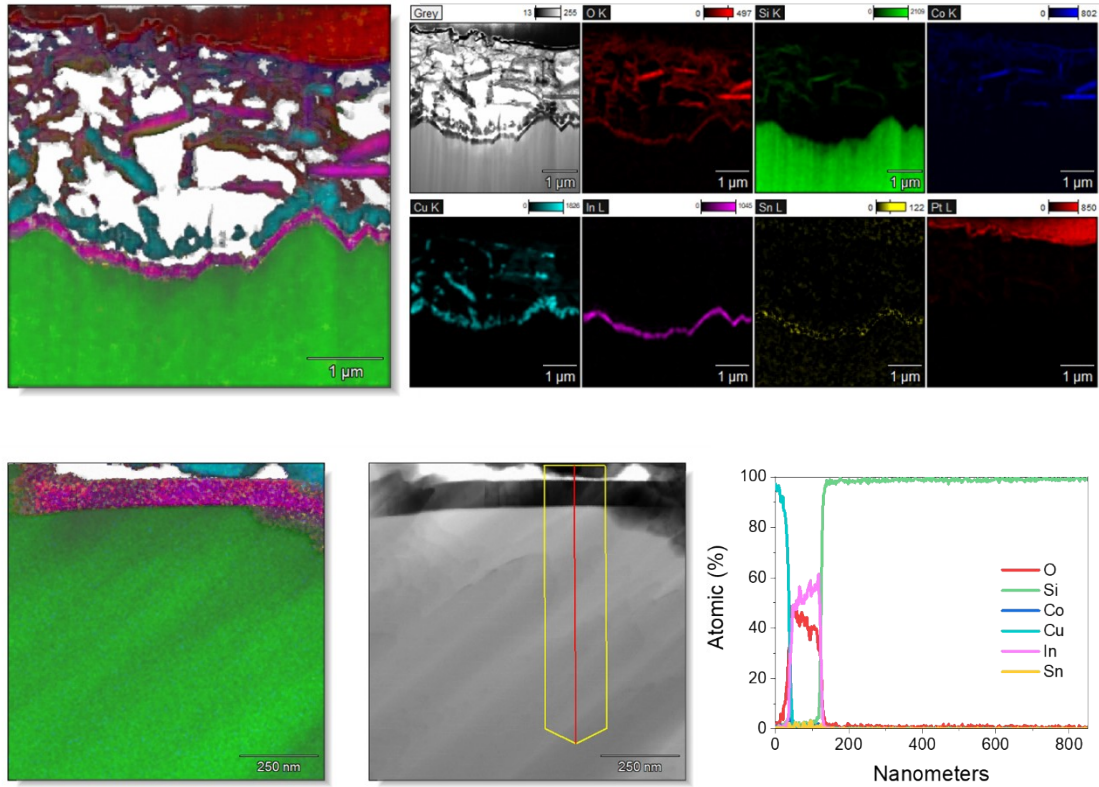 Grey 13 255
O K 0 497
Si K 0 2109
Co K 0 802
1 µm
1 µm
1 µm
1 µm
1 µm
Cu K 0 1626
In L 0 1045
Sn L 0 122
Pt L 0 850
1 µm
1 µm
1 µm
1 µm
250 nm
250 nm
Atomic (%)
100
80
60
40
20
0
O
Si
Co
Cu
In
Sn
0 200 400 600 800
Nanometers